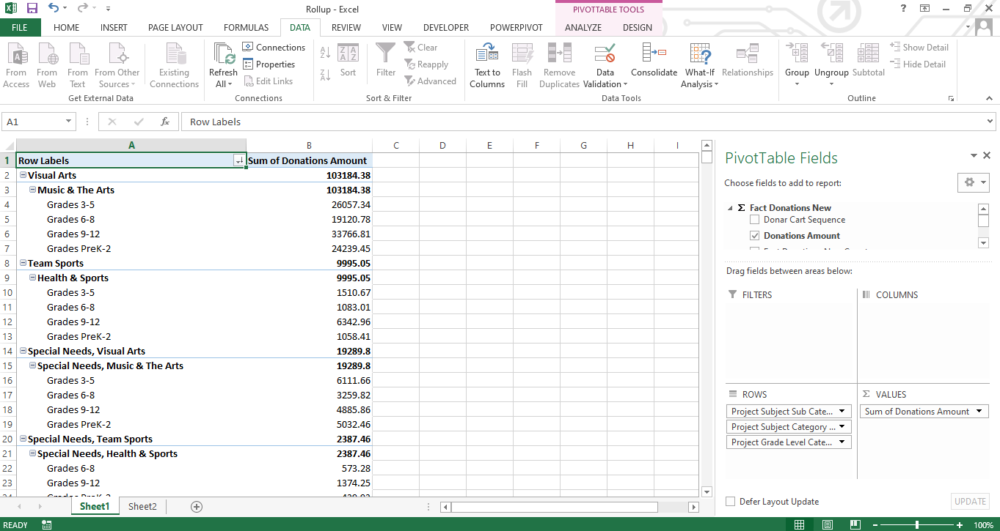 Rollup - Excel
PIVOTTABLE TOOLS
FILE HOME INSERT PAGE LAYOUT FORMULAS DATA REVIEW VIEW DEVELOPER POWERPIVOT ANALYZE DESIGN
From Access
From Web
From Text
From Other Sources
Existing Connections
Get External Data
Refresh All
Connections
Properties
Edit Links
Connections
Sort
Filter
Clear
Reapply
Advanced
Sort & Filter
Text to Columns
Flash Fill
Remove Duplicates
Data Validation
Consolidate
What-If Analysis
Relationships
Data Tools
Group
Ungroup
Subtotal
Show Detail
Hide Detail
Outline
A1
fx
Row Labels
A B C D E F G H I
1 Row Labels Sum of Donations Amount
2 Visual Arts 103184.38
3 Music & The Arts 103184.38
4 Grades 3-5 26057.34
5 Grades 6-8 19120.78
6 Grades 9-12 33766.81
7 Grades PreK-2 24239.45
8 Team Sports 9995.05
9 Health & Sports 9995.05
10 Grades 3-5 1510.67
11 Grades 6-8 1083.01
12 Grades 9-12 6342.96
13 Grades PreK-2 1058.41
14 Special Needs, Visual Arts 19289.8
15 Special Needs, Music & The Arts 19289.8
16 Grades 3-5 6111.66
17 Grades 6-8 3259.82
18 Grades 9-12 4885.86
19 Grades PreK-2 5032.46
20 Special Needs, Team Sports 2387.46
21 Special Needs, Health & Sports 2387.46
22 Grades 6-8 573.28
23 Grades 9-12 1374.25
Sheet1 Sheet2
PivotTable Fields
Choose fields to add to report:
Σ Fact Donations New
Donar Cart Sequence
Donations Amount
Drag fields between areas below:
FILTERS
COLUMNS
ROWS
Project Subject Sub Cate...
Project Subject Category ...
Project Grade Level Cate...
Σ VALUES
Sum of Donations Amount
Defer Layout Update
UPDATE
READY
100%